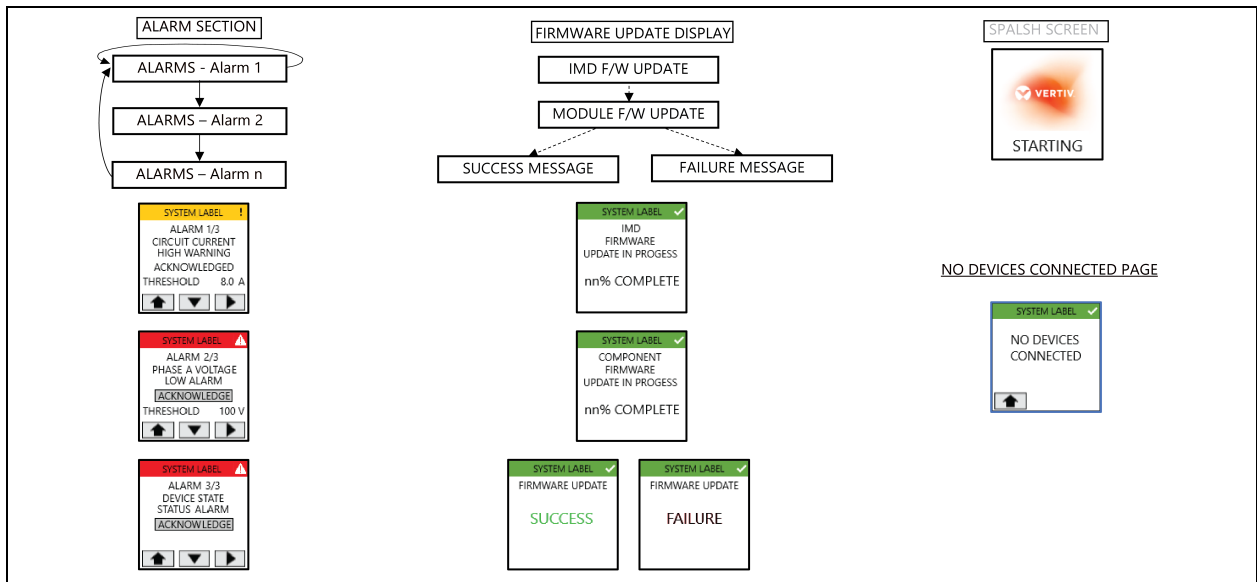 ALARM SECTION
ALARMS - Alarm 1
ALARMS – Alarm 2
ALARMS – Alarm n
SYSTEM LABEL !
ALARM 1/3
CIRCUIT CURRENT
HIGH WARNING
ACKNOWLEDGED
THRESHOLD 8.0 A
SYSTEM LABEL
ALARM 2/3
PHASE A VOLTAGE
LOW ALARM
ACKNOWLEDGE
THRESHOLD 100 V
SYSTEM LABEL
ALARM 3/3
DEVICE STATE
STATUS ALARM
ACKNOWLEDGE
FIRMWARE UPDATE DISPLAY
IMD F/W UPDATE
MODULE F/W UPDATE
SUCCESS MESSAGE
FAILURE MESSAGE
SYSTEM LABEL
IMD
FIRMWARE
UPDATE IN PROGESS
nn% COMPLETE
SYSTEM LABEL
COMPONENT
FIRMWARE
UPDATE IN PROGESS
nn% COMPLETE
SYSTEM LABEL
FIRMWARE UPDATE
SUCCESS
SYSTEM LABEL
FIRMWARE UPDATE
FAILURE
SPALSH SCREEN
VERTIV
STARTING
NO DEVICES CONNECTED PAGE
SYSTEM LABEL
NO DEVICES
CONNECTED